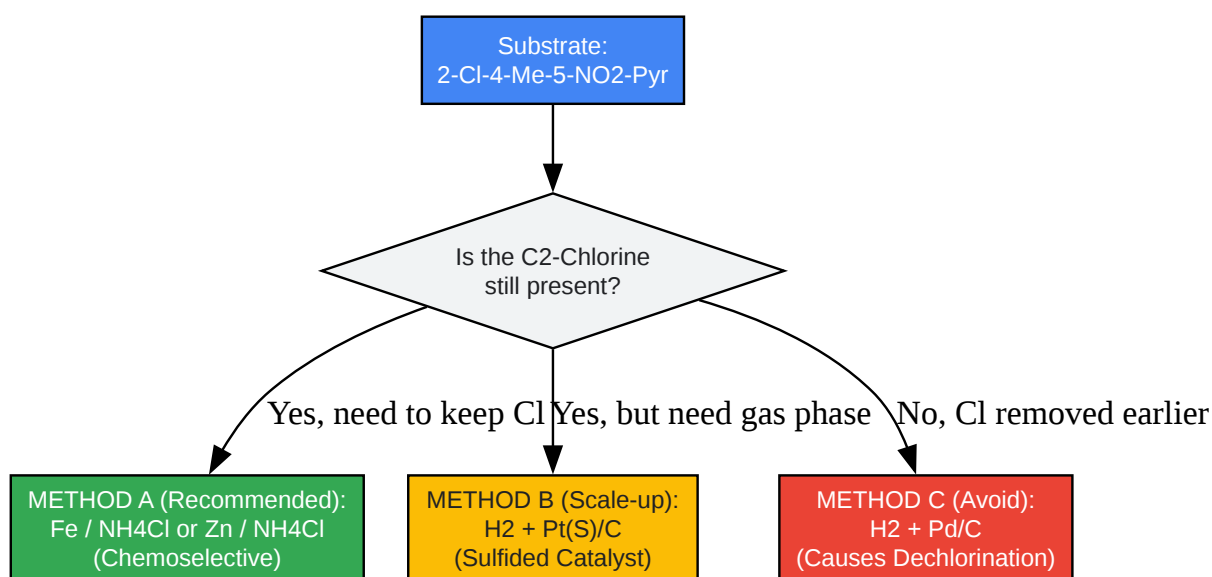 Substrate:
2-Cl-4-Me-5-NO2-Pyr
Is the C2-Chlorine
still present?
Yes, need to keep Cl
Yes, but need gas phase
No, Cl removed earlier
METHOD A (Recommended):
Fe / NH4Cl or Zn / NH4Cl
(Chemoselective)
METHOD B (Scale-up):
H2 + Pt(S)/C
(Sulfided Catalyst)
METHOD C (Avoid):
H2 + Pd/C
(Causes Dechlorination)